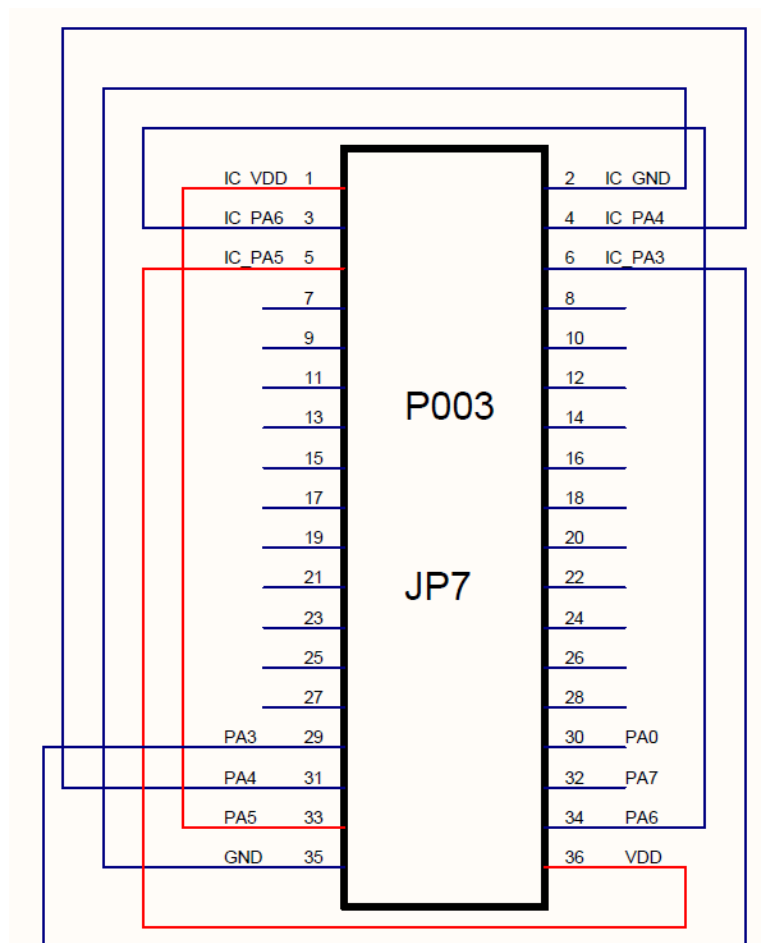 IC_VDD 1 2 IC_GND
IC_PA6 3 4 IC_PA4
IC_PA5 5 6 IC_PA3
7 8
9 10
11 12
P003
13 14
15 16
17 18
19 20
JP7
21 22
23 24
25 26
27 28
PA3 29 30 PA0
PA4 31 32 PA7
PA5 33 34 PA6
GND 35 36 VDD